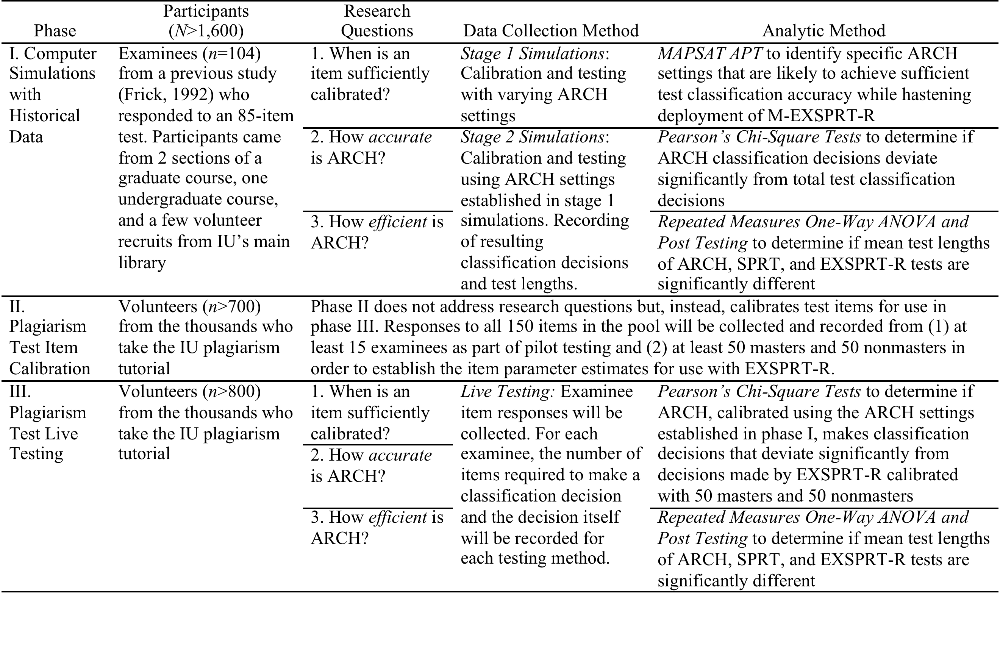 Phase
Participants
(N>1,600)
Research
Questions
Data Collection Method
Analytic Method
I. Computer
Simulations
with
Historical
Data
Examinees (n=104)
from a previous study
(Frick, 1992) who
responded to an 85-item
test. Participants came
from 2 sections of a
graduate course, one
undergraduate course,
and a few volunteer
recruits from IU’s main
library
1. When is an
item sufficiently
calibrated?
Stage 1 Simulations:
Calibration and testing
with varying ARCH
settings
MAPSAT APT to identify specific ARCH
settings that are likely to achieve sufficient
test classification accuracy while hastening
deployment of M-EXSPRT-R
2. How accurate
is ARCH?
Stage 2 Simulations:
Calibration and testing
using ARCH settings
established in stage 1
simulations. Recording
of resulting
classification decisions
and test lengths.
Pearson’s Chi-Square Tests to determine if
ARCH classification decisions deviate
significantly from total test classification
decisions
3. How efficient is
ARCH?
Repeated Measures One-Way ANOVA and
Post Testing to determine if mean test lengths
of ARCH, SPRT, and EXSPRT-R tests are
significantly different
II.
Plagiarism
Test Item
Calibration
Volunteers (n>700)
from the thousands who
take the IU plagiarism
tutorial
Phase II does not address research questions but, instead, calibrates test items for use in
phase III. Responses to all 150 items in the pool will be collected and recorded from (1) at
least 15 examinees as part of pilot testing and (2) at least 50 masters and 50 nonmasters in
order to establish the item parameter estimates for use with EXSPRT-R.
III.
Plagiarism
Test Live
Testing
Volunteers (n>800)
from the thousands who
take the IU plagiarism
tutorial
1. When is an
item sufficiently
calibrated?
2. How accurate
is ARCH?
3. How efficient is
ARCH?
Live Testing: Examinee
item responses will be
collected. For each
examinee, the number of
items required to make a
classification decision
and the decision itself
will be recorded for
each testing method.
Pearson’s Chi-Square Tests to determine if
ARCH, calibrated using the ARCH settings
established in phase I, makes classification
decisions that deviate significantly from
decisions made by EXSPRT-R calibrated
with 50 masters and 50 nonmasters
Repeated Measures One-Way ANOVA and
Post Testing to determine if mean test lengths
of ARCH, SPRT, and EXSPRT-R tests are
significantly different